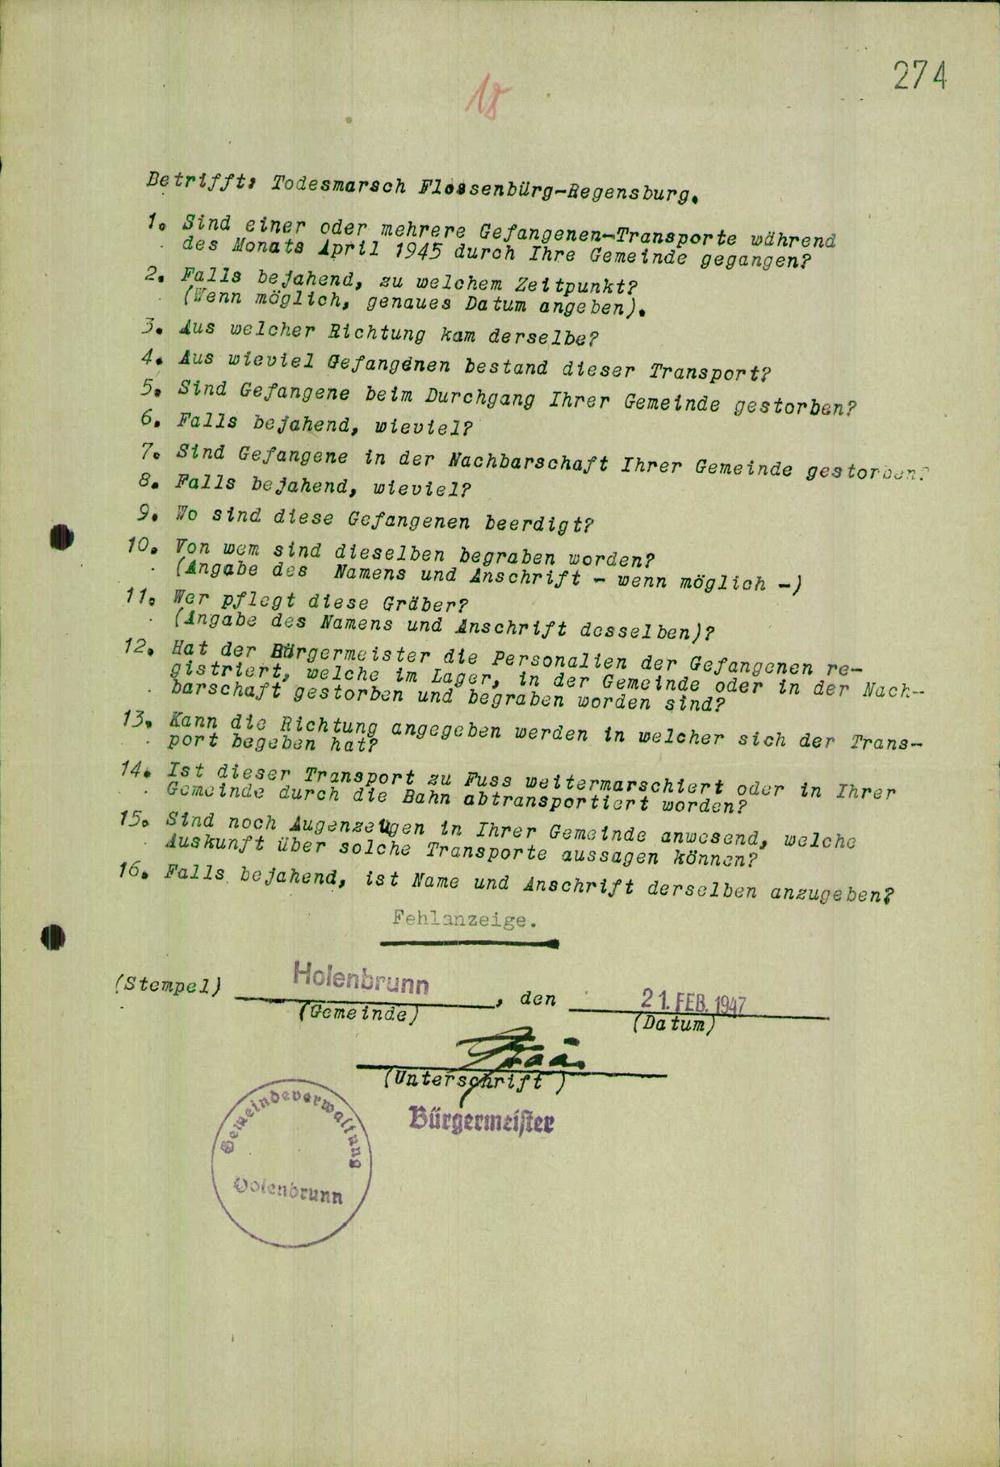 274
18
Betrifft: Todesmarsch Flossenbürg-Regensburg.
1. Sind einer oder mehrere Gefangenen-Transporte während
des Monats April 1945 durch Ihre Gemeinde gegangen?
2. Falls bejahend, zu welchem Zeitpunkt?
(Wenn möglich, genaues Datum angeben).
3. Aus welcher Richtung kam derselbe?
4. Aus wieviel Gefangenen bestand dieser Transport?
5. Sind Gefangene beim Durchgang Ihrer Gemeinde gestorben?
6. Falls bejahend, wieviel?
7. Sind Gefangene in der Nachbarschaft Ihrer Gemeinde gestorben?
8. Falls bejahend, wieviel?
9. Wo sind diese Gefangenen beerdigt?
10. Von wem sind dieselben begraben worden?
(Angabe des Namens und Anschrift - wenn möglich -)
11. Wer pflegt diese Gräber?
(Angabe des Namens und Anschrift desselben)?
12. Hat der Bürgermeister die Personalien der Gefangenen re-
gistriert, welche im Lager, in der Gemeinde oder in der Nach-
barschaft gestorben und begraben worden sind?
13. Kann die Richtung angegeben werden in welcher sich der Trans-
port begeben hat?
14. Ist dieser Transport zu Fuss weitermarschiert oder in Ihrer
Gemeinde durch die Bahn abtransportiert worden?
15. Sind noch Augenzeugen in Ihrer Gemeinde anwesend, welche
Auskunft über solche Transporte aussagen können?
16. Falls bejahend, ist Name und Anschrift derselben anzugeben?
Fehlanzeige.
(Stempel) Holenbrunn, den 21. FEB. 1947
(Gemeinde) (Datum)
(Unterschrift)
Bürgermeister
Gemeindeverwaltung
Holenbrunn